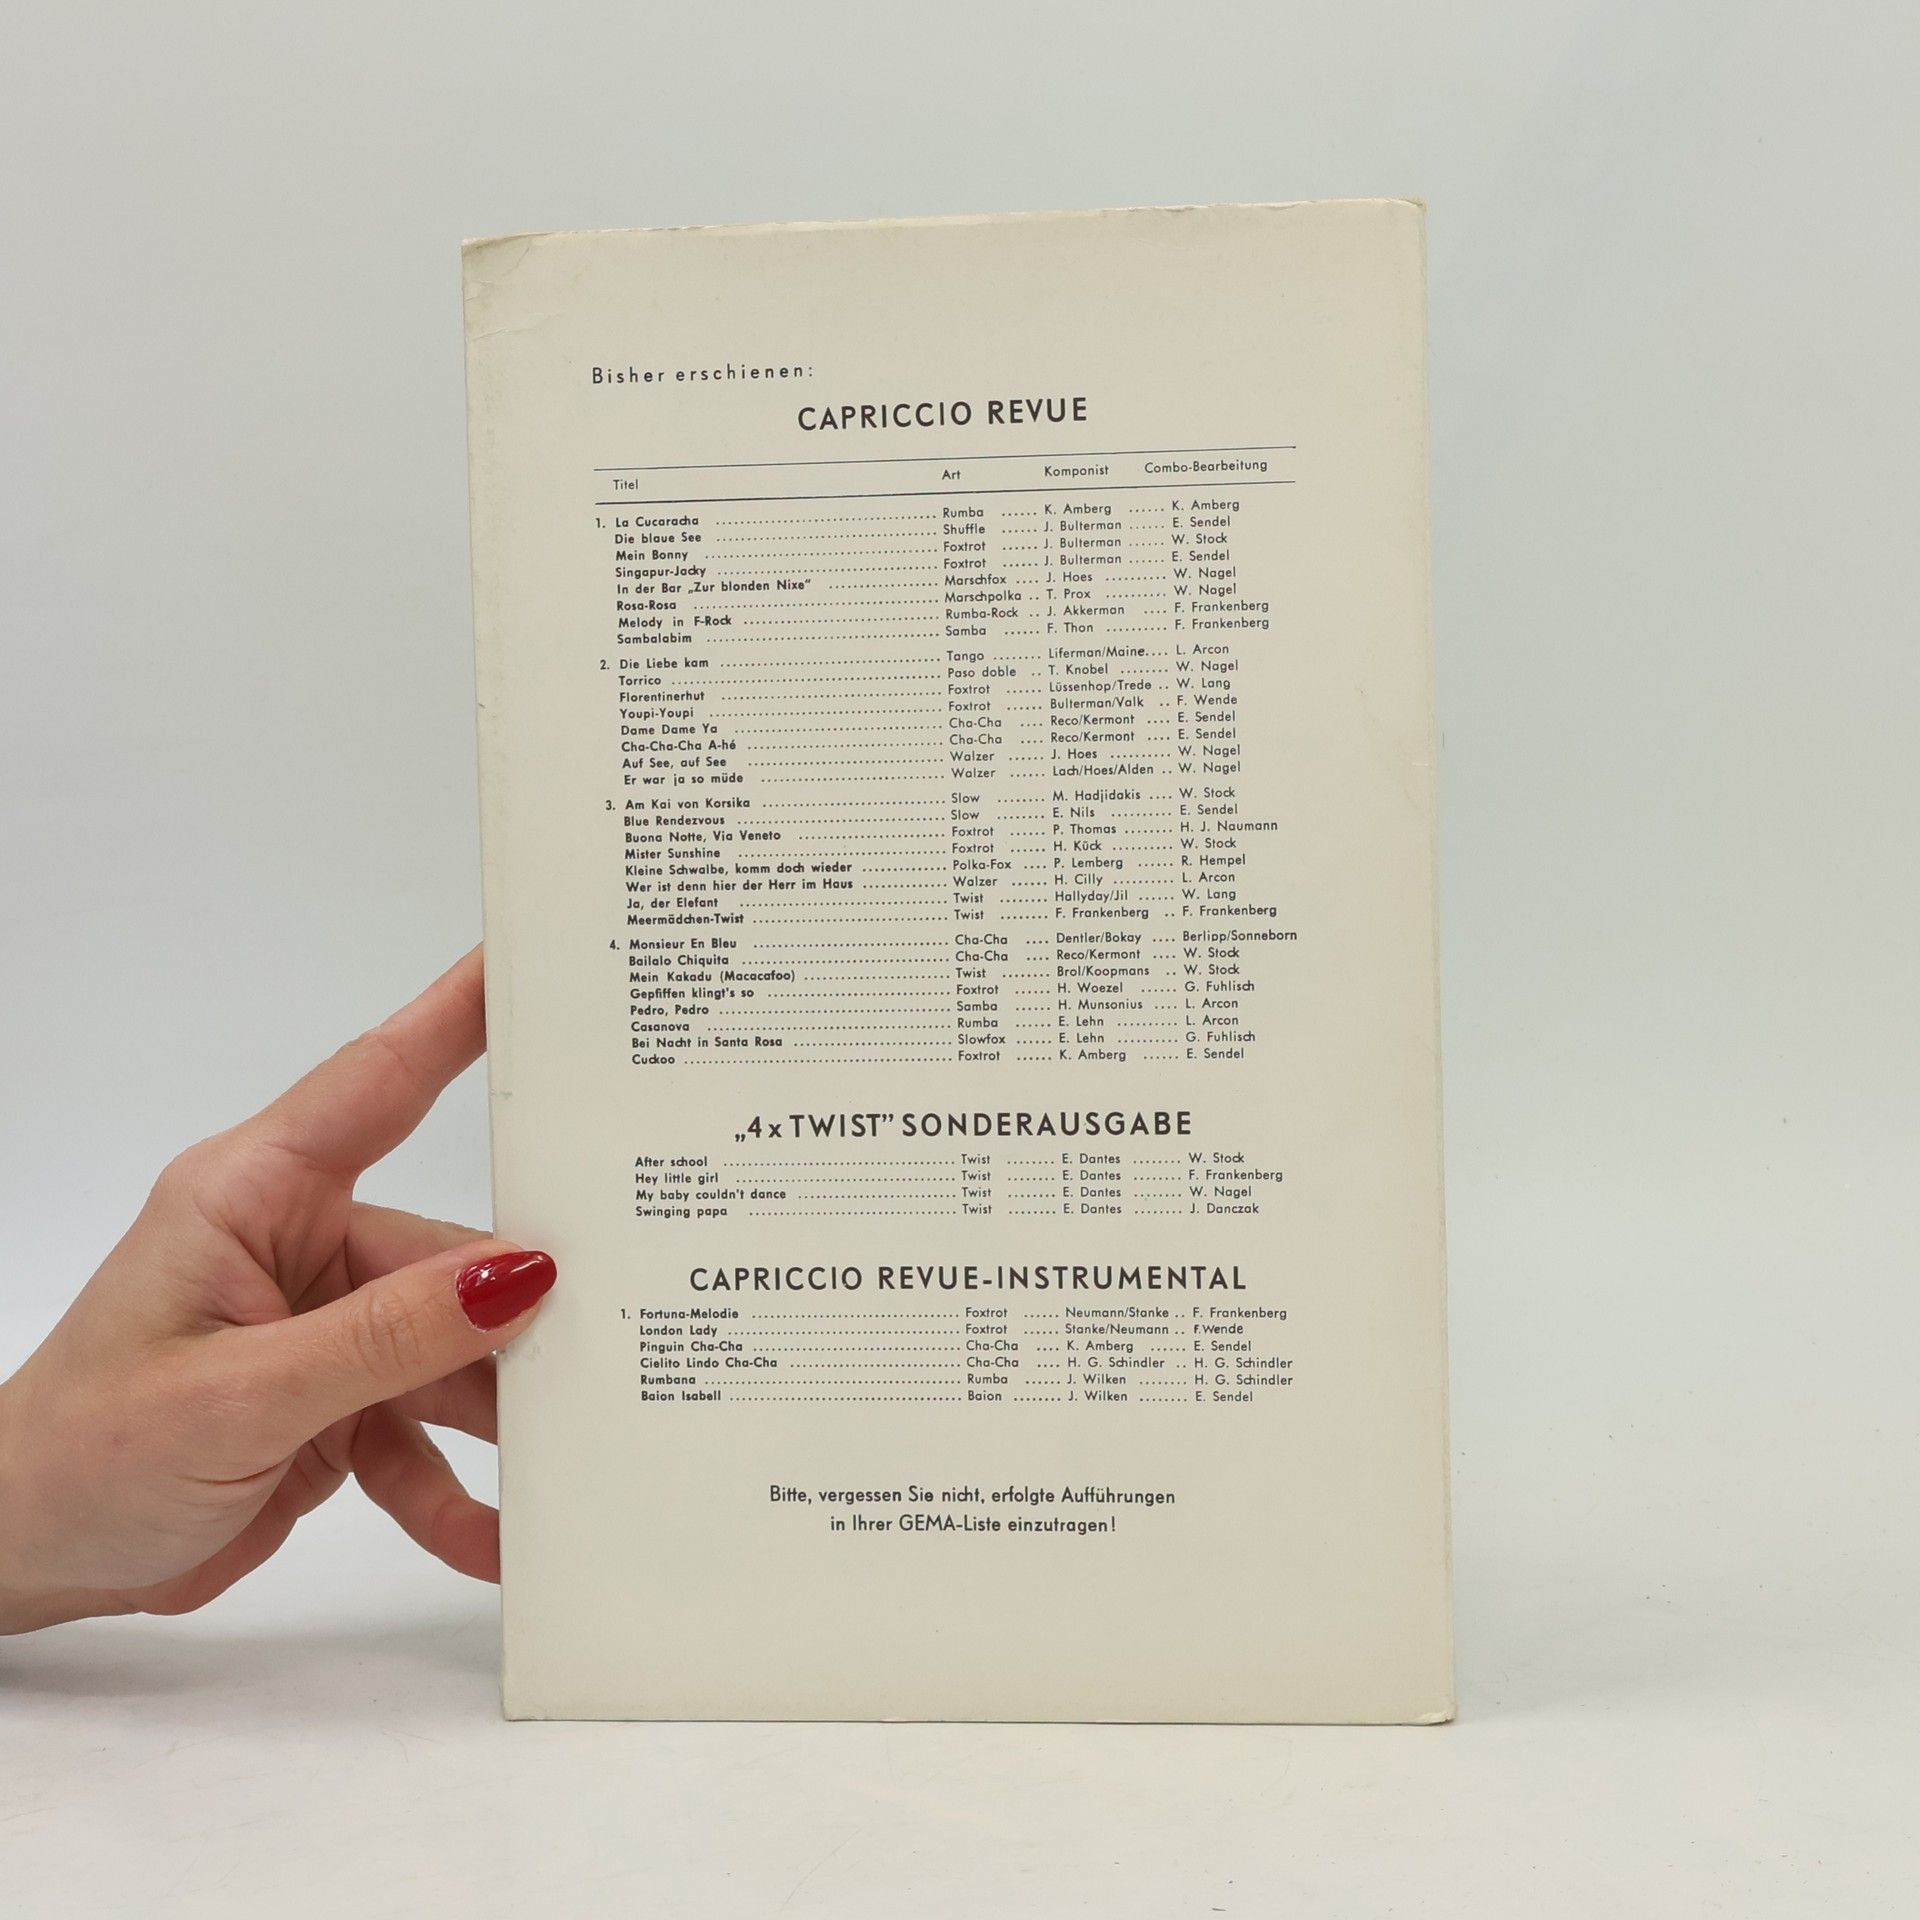 Bisher erschienen:
CAPRICCIO REVUE
Titel Art Komponist Combo-Bearbeitung
1. La Cucaracha .......... Rumba ...... K. Amberg ...... K. Amberg
Die blaue See .......... Shuffle ...... J. Bulterman ...... E. Sendel
Mein Bonny .......... Foxtrot ...... J. Bulterman ...... W. Stock
Singapur-Jacky .......... Foxtrot ...... J. Bulterman ...... E. Sendel
In der Bar „Zur blonden Nixe“ .......... Marschfox .... J. Hoes .......... W. Nagel
Rosa-Rosa .......... Marschpolka .. T. Prox .......... W. Nagel
Melody in F-Rock .......... Rumba-Rock .. J. Akkerman .... F. Frankenberg
Sambalabim .......... Samba ...... F. Thon .......... F. Frankenberg
2. Die Liebe kam .......... Tango ........ Liferman/Maine.... L. Arcon
Torrico .......... Paso doble .. T. Knobel ........ W. Nagel
Florentinerhut .......... Foxtrot ...... Lüssenhop/Trede .. W. Lang
Youpi-Youpi .......... Foxtrot ...... Bulterman/Valk .. F. Wende
Dame Dame Ya .......... Cha-Cha .... Reco/Kermont .... E. Sendel
Cha-Cha-Cha A-hé .......... Cha-Cha .... Reco/Kermont .... E. Sendel
Auf See, auf See .......... Walzer ...... J. Hoes .......... W. Nagel
Er war ja so müde .......... Walzer ...... Lach/Hoes/Alden .. W. Nagel
3. Am Kai von Korsika .......... Slow ........ M. Hadjidakis .... W. Stock
Blue Rendezvous .......... Slow ........ E. Nils .......... E. Sendel
Buona Notte, Via Veneto .......... Foxtrot ...... P. Thomas ........ H. J. Naumann
Mister Sunshine .......... Foxtrot ...... H. Kück .......... W. Stock
Kleine Schwalbe, komm doch wieder .......... Polka-Fox .... P. Lemberg ...... R. Hempel
Wer ist denn hier der Herr im Haus .......... Walzer ...... H. Cilly .......... L. Arcon
Ja, der Elefant .......... Twist ........ Hallyday/Jil ...... W. Lang
Meermädchen-Twist .......... Twist ........ F. Frankenberg .. F. Frankenberg
4. Monsieur En Bleu .......... Cha-Cha .... Dentler/Bokay .... Berlipp/Sonneborn
Bailalo Chiquita .......... Cha-Cha .... Reco/Kermont .... W. Stock
Mein Kakadu (Macacafoo) .......... Twist ........ Brol/Koopmans .. W. Stock
Gepfiffen klingt's so .......... Foxtrot ...... H. Woezel ...... G. Fuhlisch
Pedro, Pedro .......... Samba ...... H. Munsonius .... L. Arcon
Casanova .......... Rumba ...... E. Lehn .......... L. Arcon
Bei Nacht in Santa Rosa .......... Slowfox ...... E. Lehn .......... G. Fuhlisch
Cuckoo .......... Foxtrot ...... K. Amberg ...... E. Sendel
„4 x TWIST” SONDERAUSGABE
After school .......... Twist ........ E. Dantes ........ W. Stock
Hey little girl .......... Twist ........ E. Dantes ........ F. Frankenberg
My baby couldn't dance .......... Twist ........ E. Dantes ........ W. Nagel
Swinging papa .......... Twist ........ E. Dantes ........ J. Danczak
CAPRICCIO REVUE-INSTRUMENTAL
1. Fortuna-Melodie .......... Foxtrot ...... Neumann/Stanke .. F. Frankenberg
London Lady .......... Foxtrot ...... Stanke/Neumann .. F.Wende
Pinguin Cha-Cha .......... Cha-Cha .... K. Amberg ...... E. Sendel
Cielito Lindo Cha-Cha .......... Cha-Cha .... H. G. Schindler .. H. G. Schindler
Rumbana .......... Rumba ...... J. Wilken ........ H. G. Schindler
Baion Isabell .......... Baion ........ J. Wilken ........ E. Sendel
Bitte, vergessen Sie nicht, erfolgte Aufführungen
in Ihrer GEMA-Liste einzutragen!